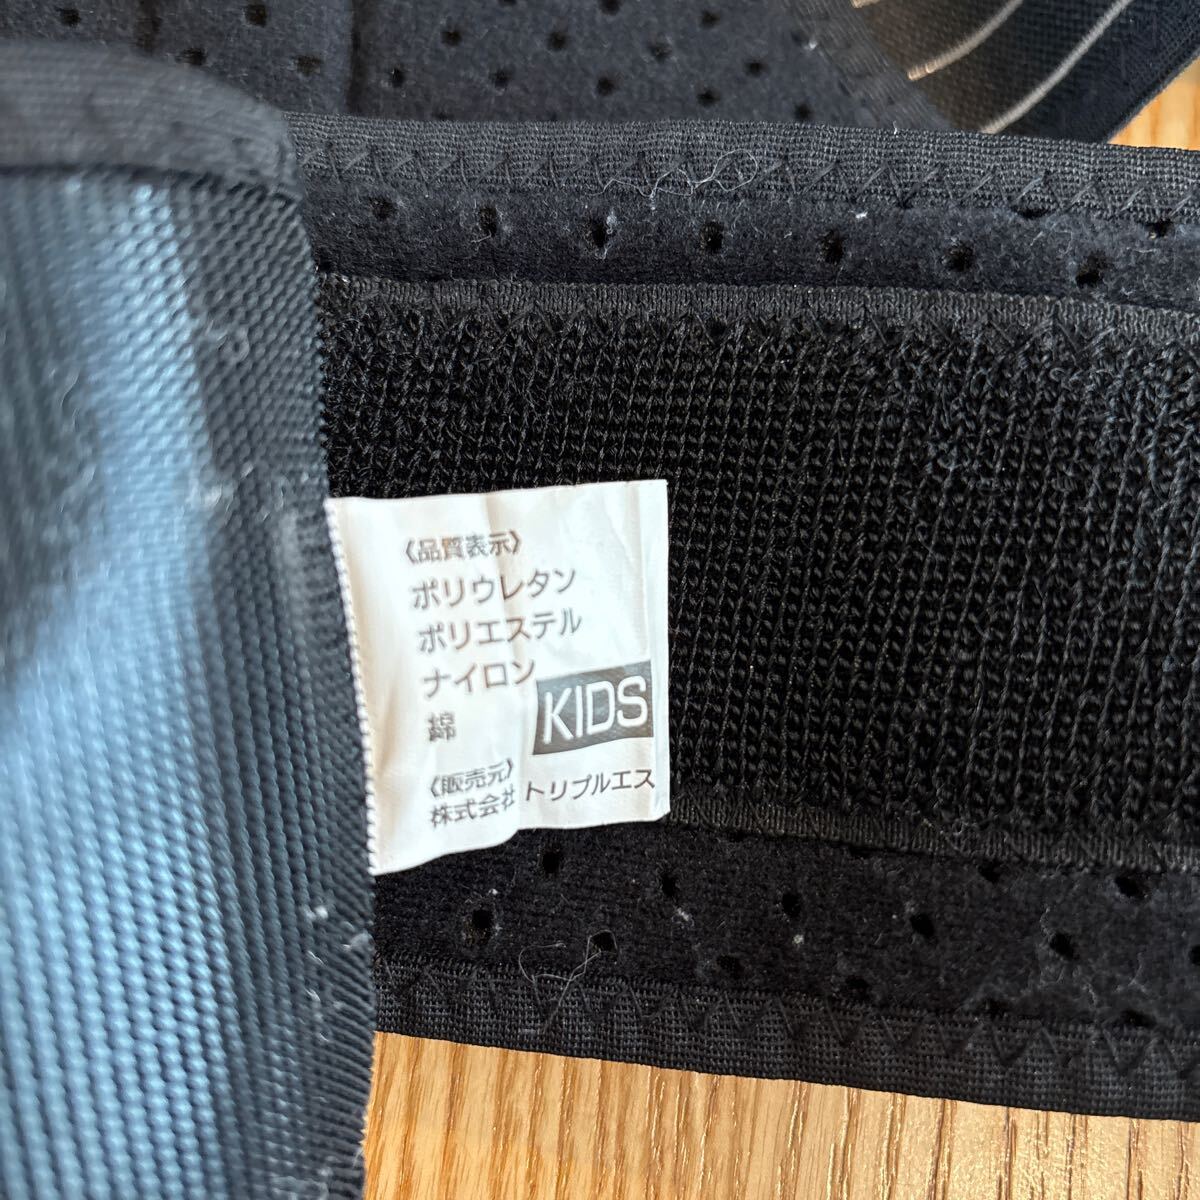 〈品質表示〉
ポリウレタン
ポリエステル
ナイロン
綿
KIDS
〈販売元〉
株式会社トリプルエス